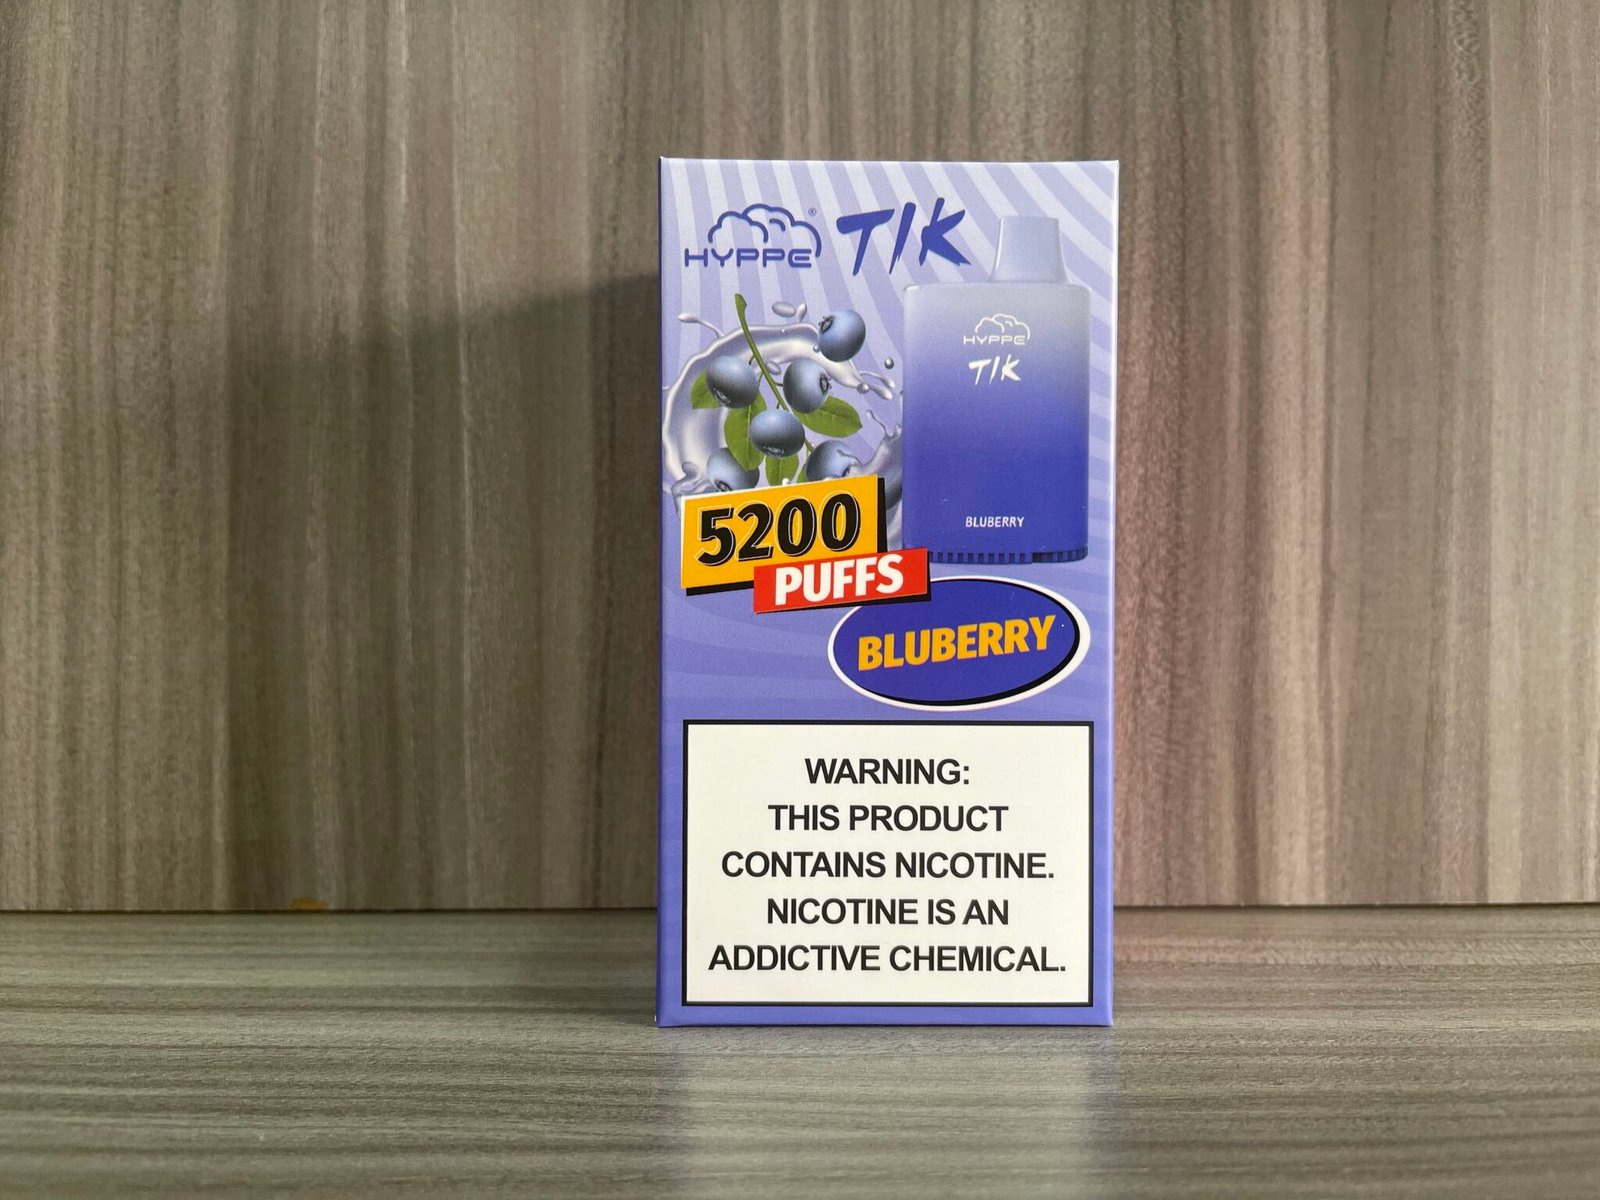 HYPPE® TIK
HYPPE
TIK
BLUBERRY
5200
PUFFS
BLUBERRY
WARNING:
THIS PRODUCT
CONTAINS NICOTINE.
NICOTINE IS AN
ADDICTIVE CHEMICAL.